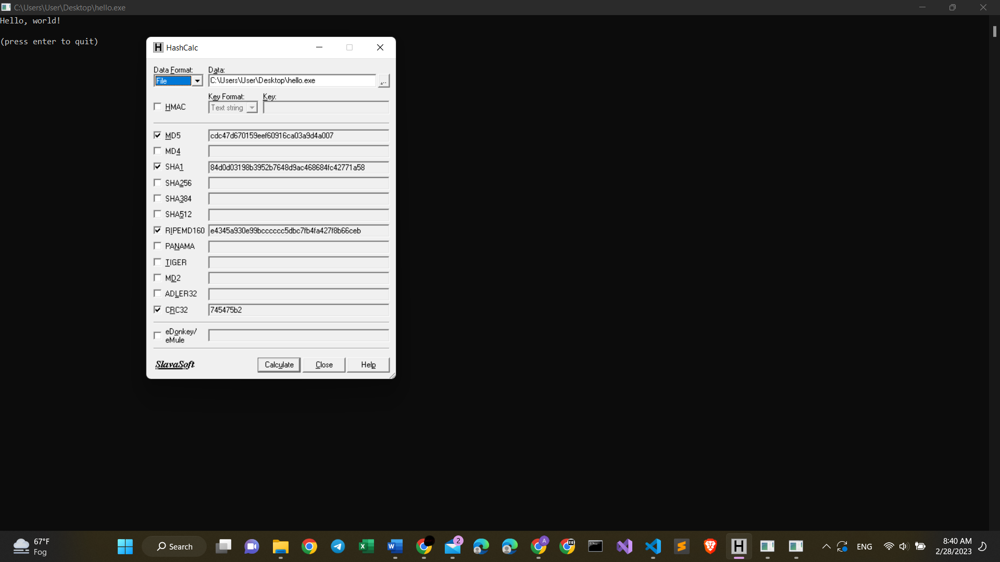 C:\Users\User\Desktop\hello.exe
Hello, world!
(press enter to quit)
HashCalc
Data Format: Data:
File C:\Users\User\Desktop\hello.exe ...
Key Format: Key:
HMAC Text string
MD5 cdc47d670159eef60916ca03a9d4a007
MD4
SHA1 84d0d03198b3952b7648d9ac468684fc42771a58
SHA256
SHA384
SHA512
RIPEMD160 e4345a930e99bcccccc5dbc7fb4fa427f8b66ceb
PANAMA
TIGER
MD2
ADLER32
CRC32 745475b2
eDonkey/
eMule
SlavaSoft Calculate Close Help
67°F
Fog
Search
2
A
ENG
8:40 AM
2/28/2023